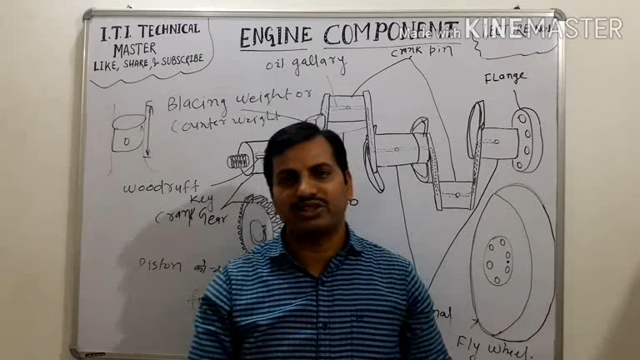 I.T.I. TECHNICAL
MASTER
LIKE, SHARE, & SUBSCRIBE
ENGINE COMPONENT
Made with KINEMASTER
oil gallary
crank pin
Flange
Blacing weight or
Counter weight
woodruff
key
Crank Gear
Piston को
Fly wheel